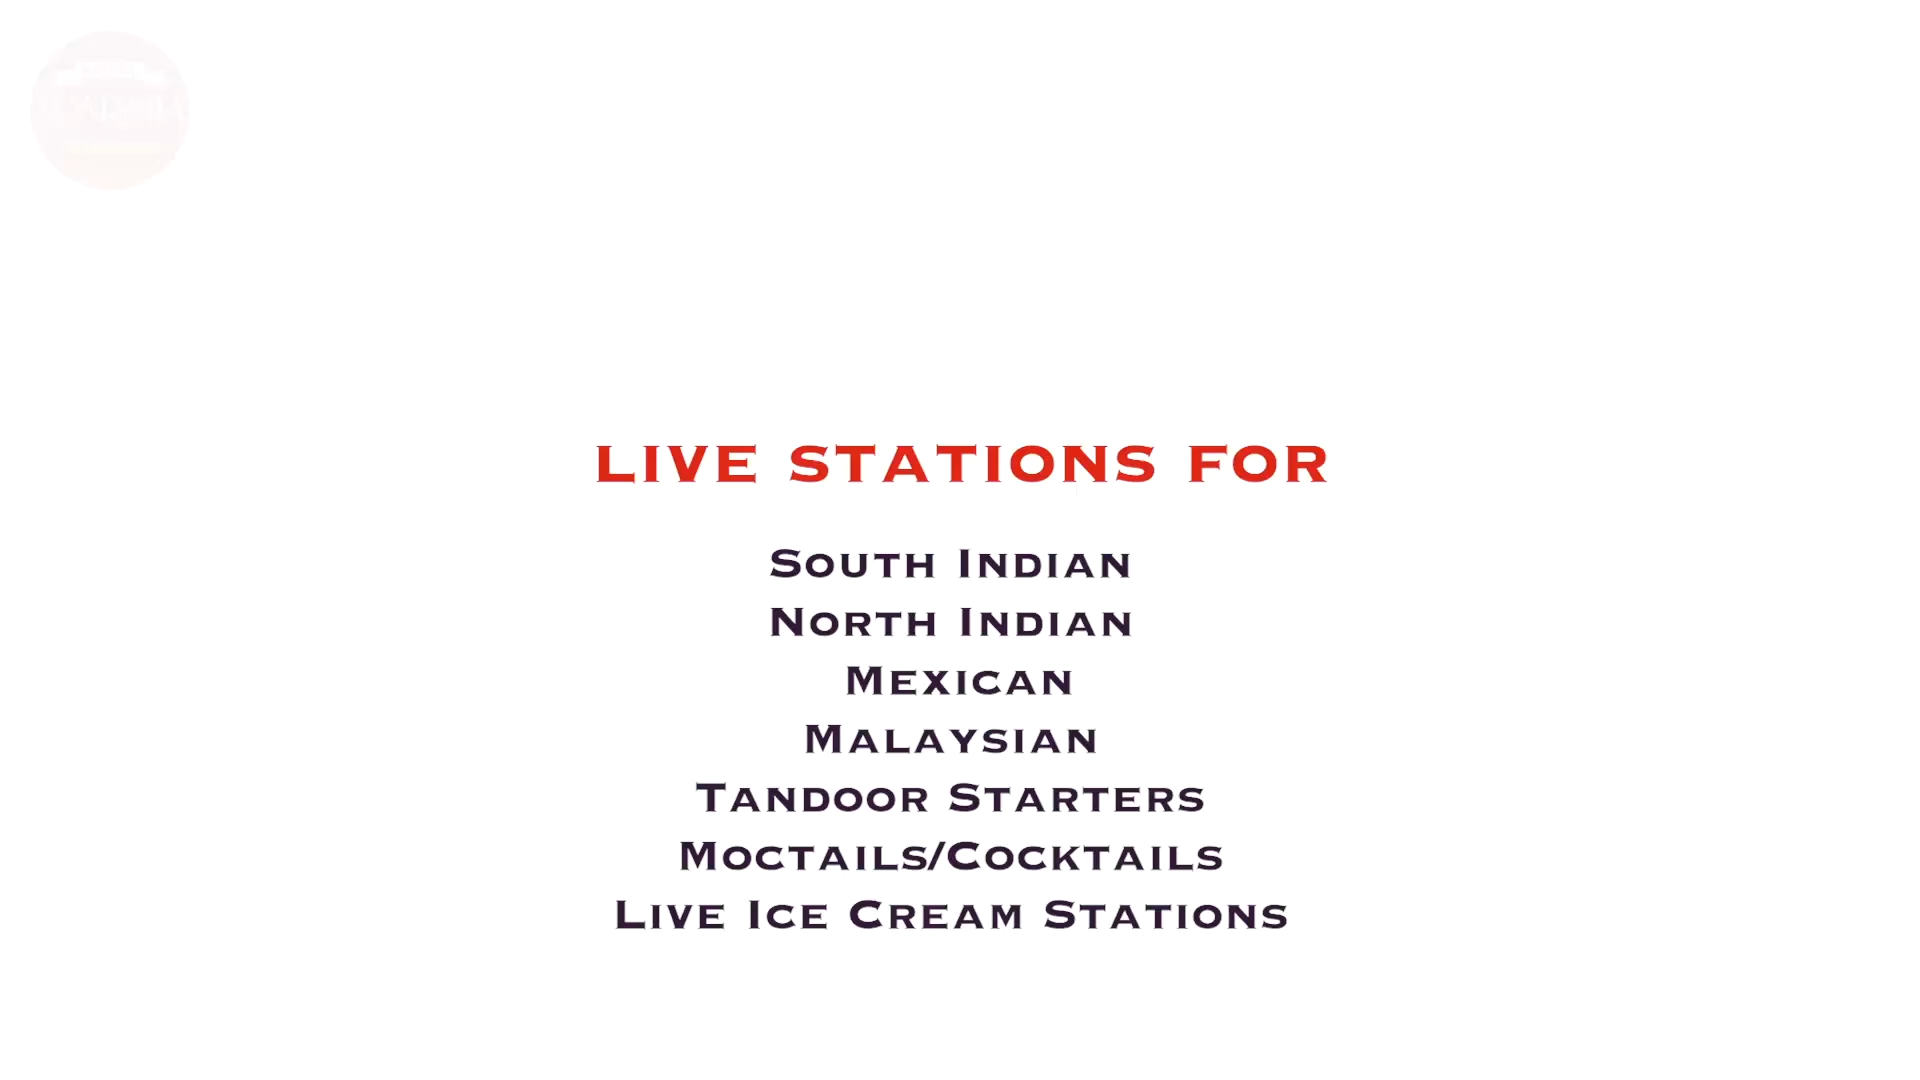 LIVE STATIONS FOR
South Indian
North Indian
Mexican
Malaysian
Tandoor Starters
Moctails/Cocktails
Live Ice Cream Stations